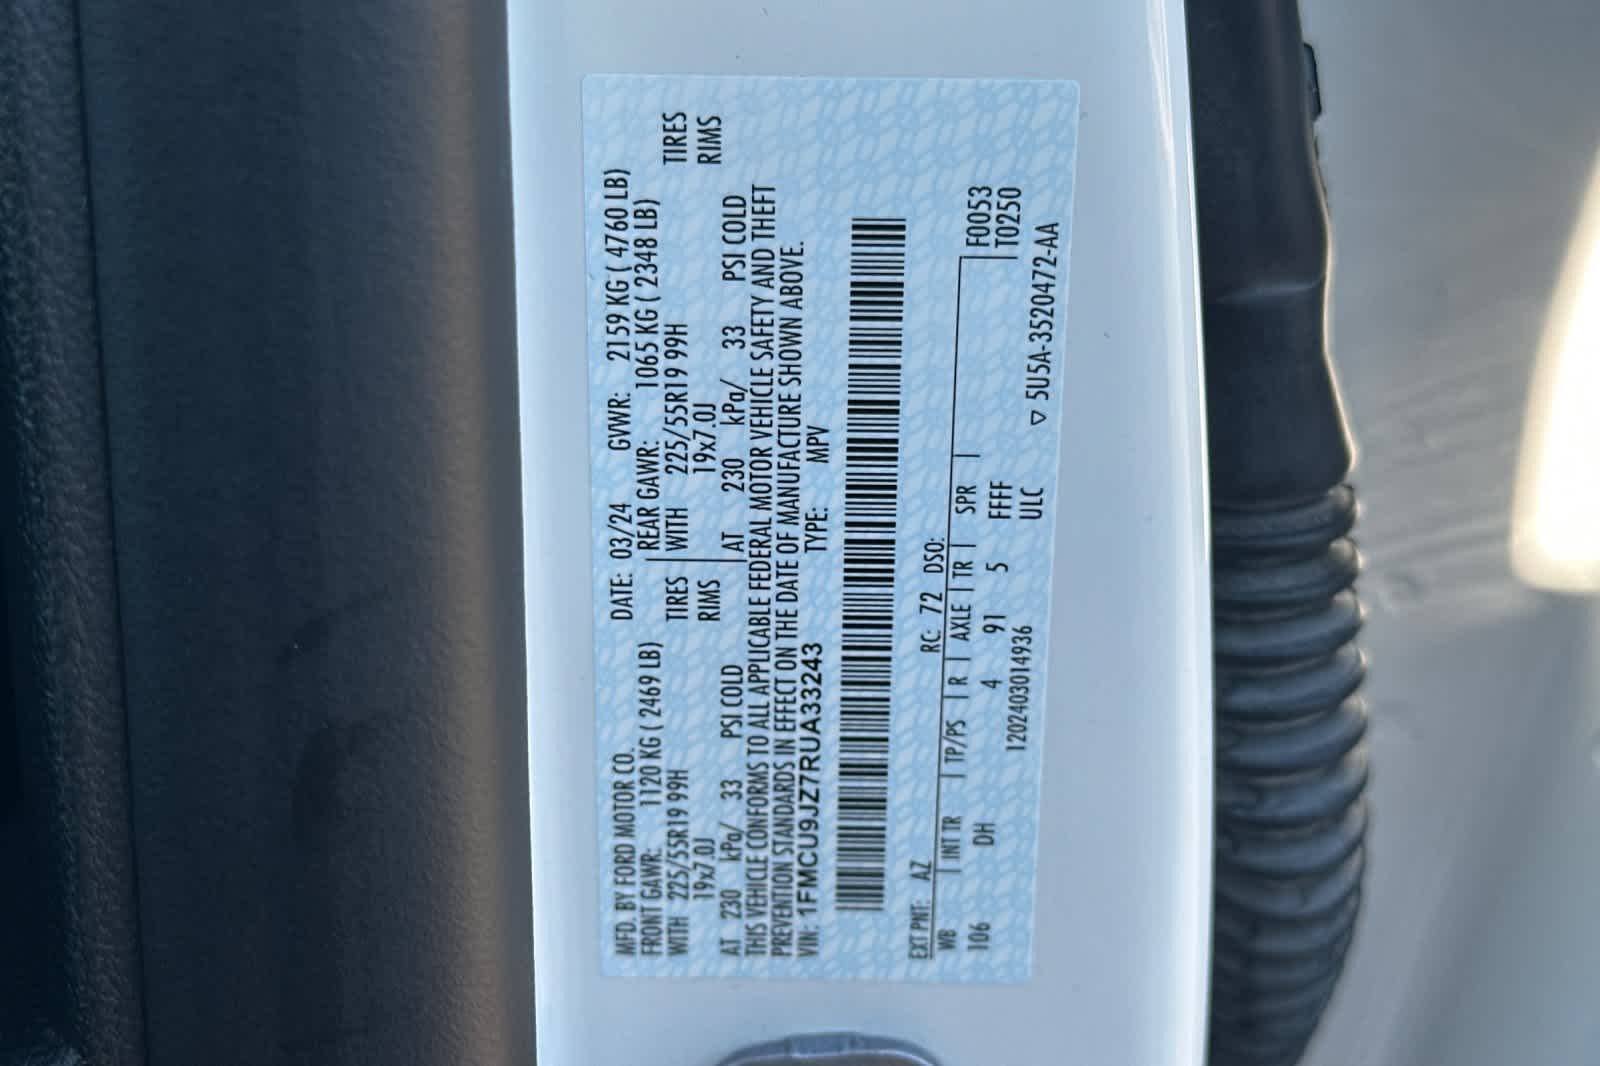 MFD. BY FORD MOTOR CO. DATE: 03/24 GVWR: 2159 KG ( 4760 LB)
FRONT GAWR: 1120 KG ( 2469 LB) REAR GAWR: 1065 KG ( 2348 LB)
WITH 225/55R19 99H TIRES WITH 225/55R19 99H TIRES
19x7.0J RIMS 19x7.0J RIMS
AT 230 kPa/ 33 PSI COLD AT 230 kPa/ 33 PSI COLD
THIS VEHICLE CONFORMS TO ALL APPLICABLE FEDERAL MOTOR VEHICLE SAFETY AND THEFT
PREVENTION STANDARDS IN EFFECT ON THE DATE OF MANUFACTURE SHOWN ABOVE.
VIN: 1FMCU9JZ7RUA33243 TYPE: MPV
EXT PNT: AZ RC: 72 DSO:
WB INT TR TP/PS R AXLE TR SPR F0053
106 DH 4 91 5 FFF T0250
1202403014936 ULC
▽ 5U5A-3520472-AA